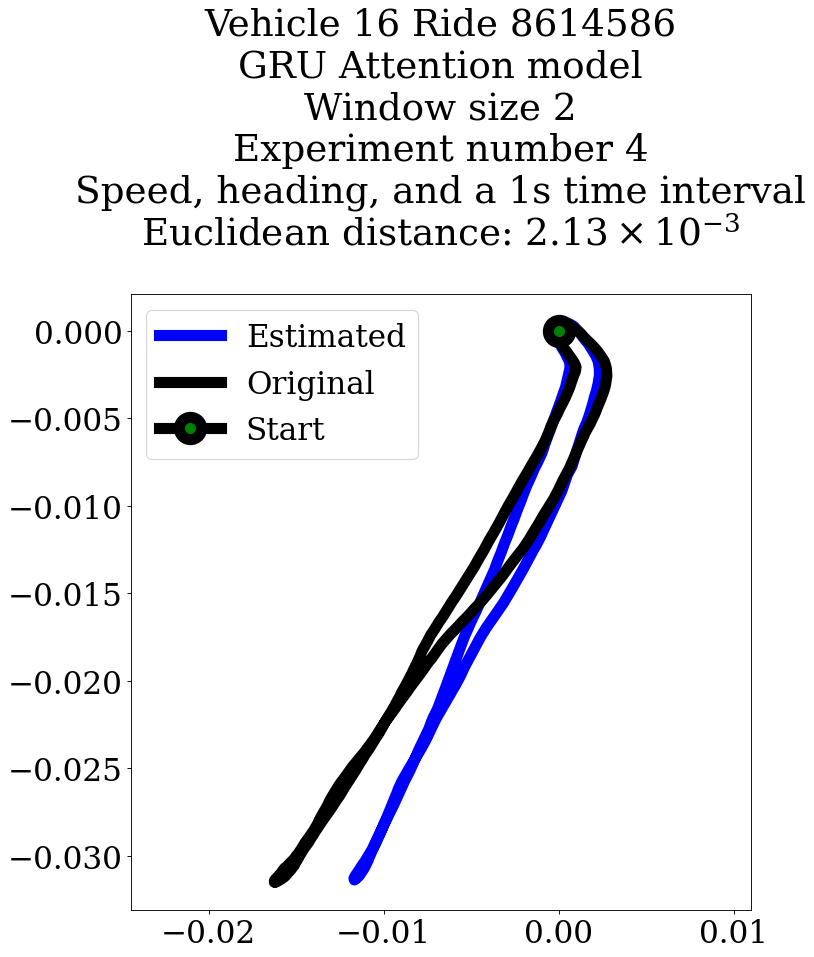 Vehicle 16 Ride 8614586
GRU Attention model
Window size 2
Experiment number 4
Speed, heading, and a 1s time interval
Euclidean distance: 2.13 × 10⁻³
Estimated
Original
Start
0.000
−0.005
−0.010
−0.015
−0.020
−0.025
−0.030
−0.02
−0.01
0.00
0.01